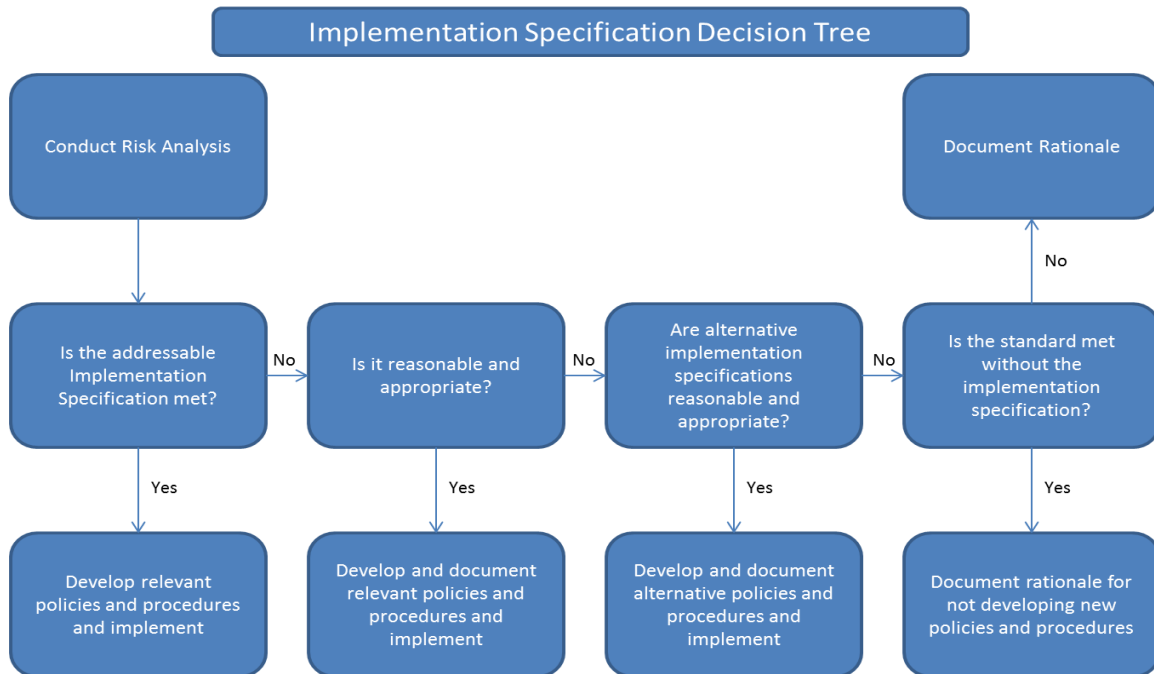 Implementation Specification Decision Tree
Conduct Risk Analysis
Document Rationale
No
Is the addressable
Implementation
Specification met?
No
Is it reasonable and
appropriate?
No
Are alternative
implementation
specifications
reasonable and
appropriate?
No
Is the standard met
without the
implementation
specification?
Yes
Yes
Yes
Yes
Develop relevant
policies and procedures
and implement
Develop and document
relevant policies and
procedures and
implement
Develop and document
alternative policies and
procedures and
implement
Document rationale for
not developing new
policies and procedures